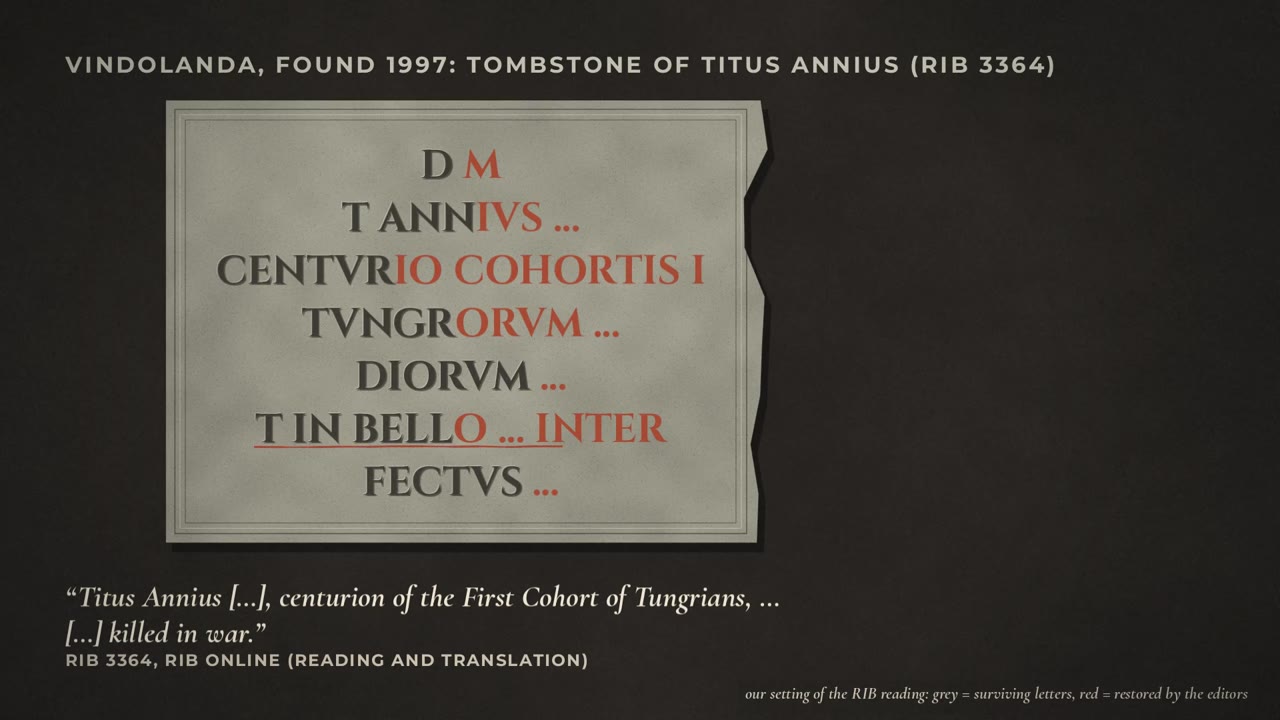 VINDOLANDA, FOUND 1997: TOMBSTONE OF TITUS ANNIUS (RIB 3364)
D M
T ANNIVS ...
CENTVRIO COHORTIS I
TVNGRORVM ...
DIORVM ...
T IN BELLO ... INTER
FECTVS ...
“Titus Annius [...], centurion of the First Cohort of Tungrians, ...
[...] killed in war.”
RIB 3364, RIB ONLINE (READING AND TRANSLATION)
our setting of the RIB reading: grey = surviving letters, red = restored by the editors